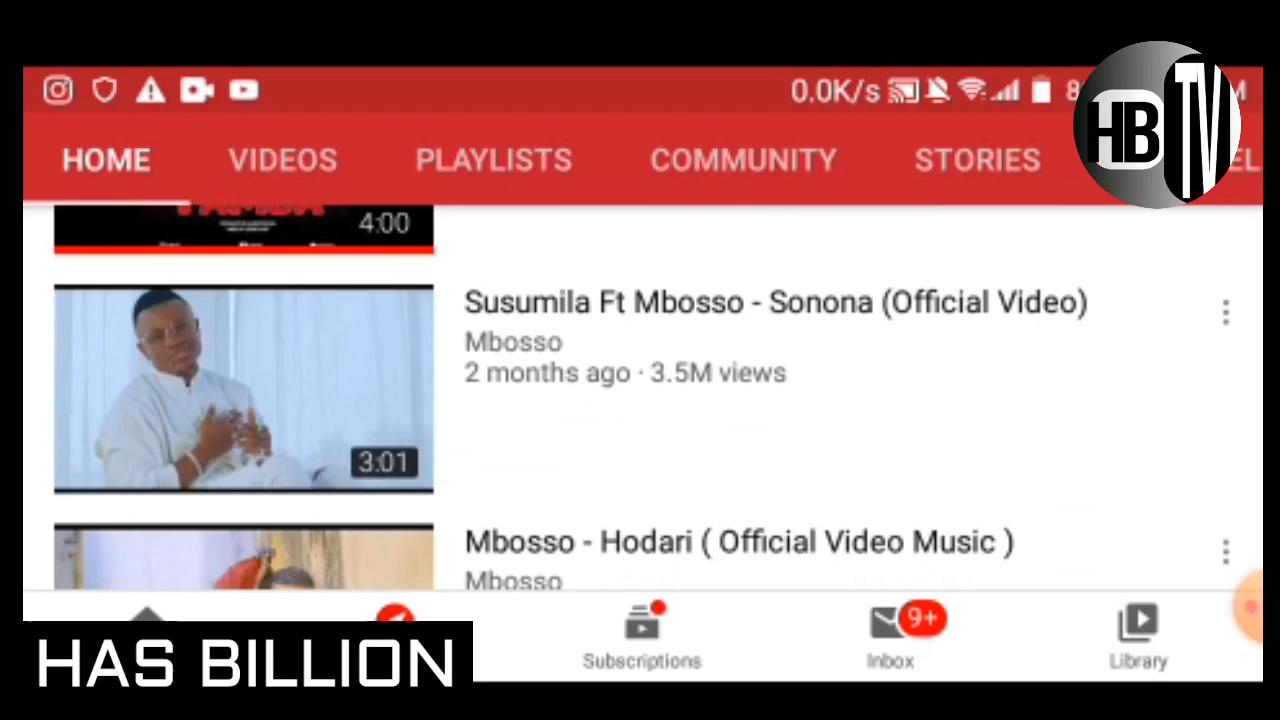 0.0K/s
HB TV
HOME VIDEOS PLAYLISTS COMMUNITY STORIES
4:00
Susumila Ft Mbosso - Sonona (Official Video)
Mbosso
2 months ago · 3.5M views
3:01
Mbosso - Hodari ( Official Video Music )
Mbosso
9+
Subscriptions Inbox Library
HAS BILLION